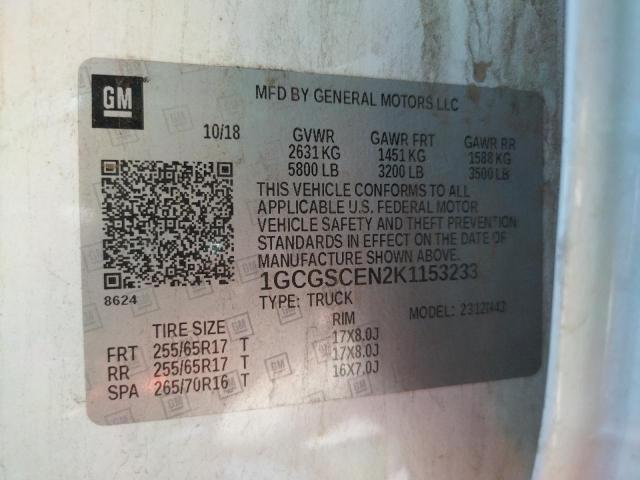 GM
MFD BY GENERAL MOTORS LLC
10/18 GVWR GAWR FRT GAWR RR
2631 KG 1451 KG 1588 KG
5800 LB 3200 LB 3500 LB
THIS VEHICLE CONFORMS TO ALL
APPLICABLE U.S. FEDERAL MOTOR
VEHICLE SAFETY AND THEFT PREVENTION
STANDARDS IN EFFECT ON THE DATE OF
MANUFACTURE SHOWN ABOVE.
1GCGSCEN2K1153233
8624
TYPE: TRUCK MODEL:
TIRE SIZE RIM
FRT 255/65R17 T 17X8.0J
RR 255/65R17 T 17X8.0J
SPA 265/70R16 T 16X7.0J